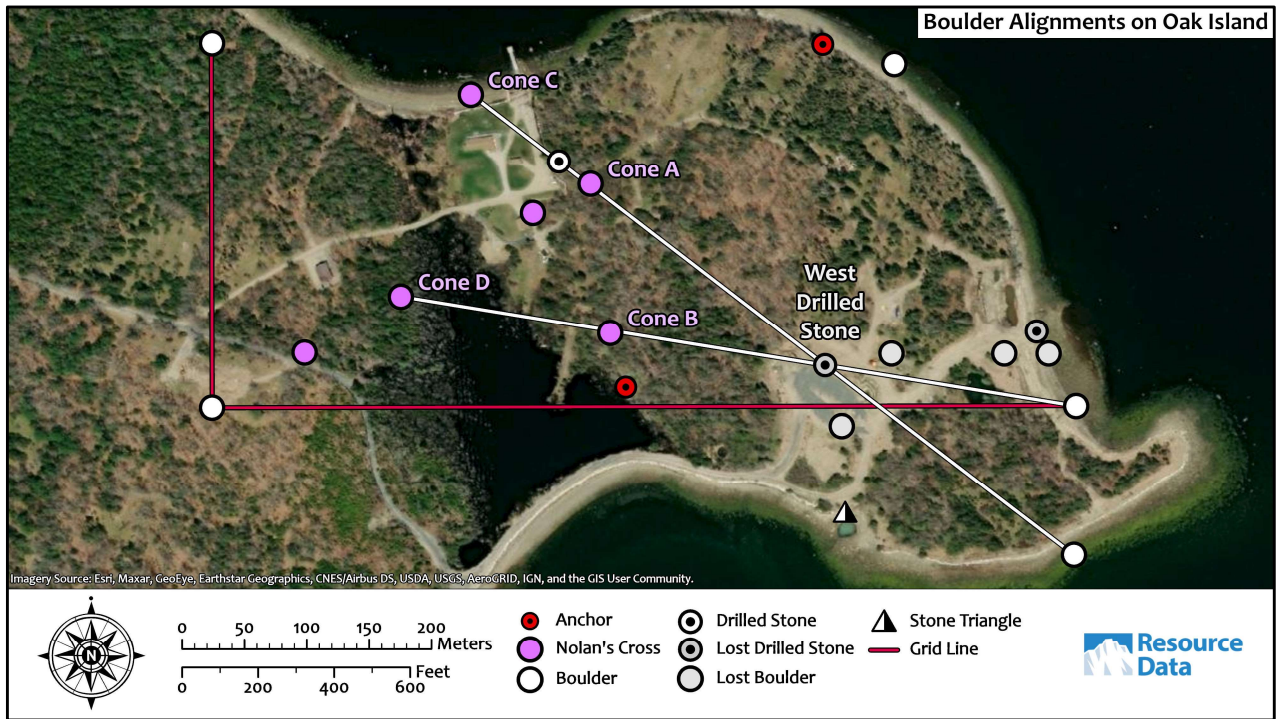 Boulder Alignments on Oak Island
Cone C
Cone A
Cone D
Cone B
West
Drilled
Stone
Imagery Source: Esri, Maxar, GeoEye, Earthstar Geographics, CNES/Airbus DS, USDA, USGS, AeroGRID, IGN, and the GIS User Community.
N
0 50 100 150 200
Meters
Feet
0 200 400 600
Anchor
Nolan's Cross
Boulder
Drilled Stone
Lost Drilled Stone
Lost Boulder
Stone Triangle
Grid Line
Resource
Data